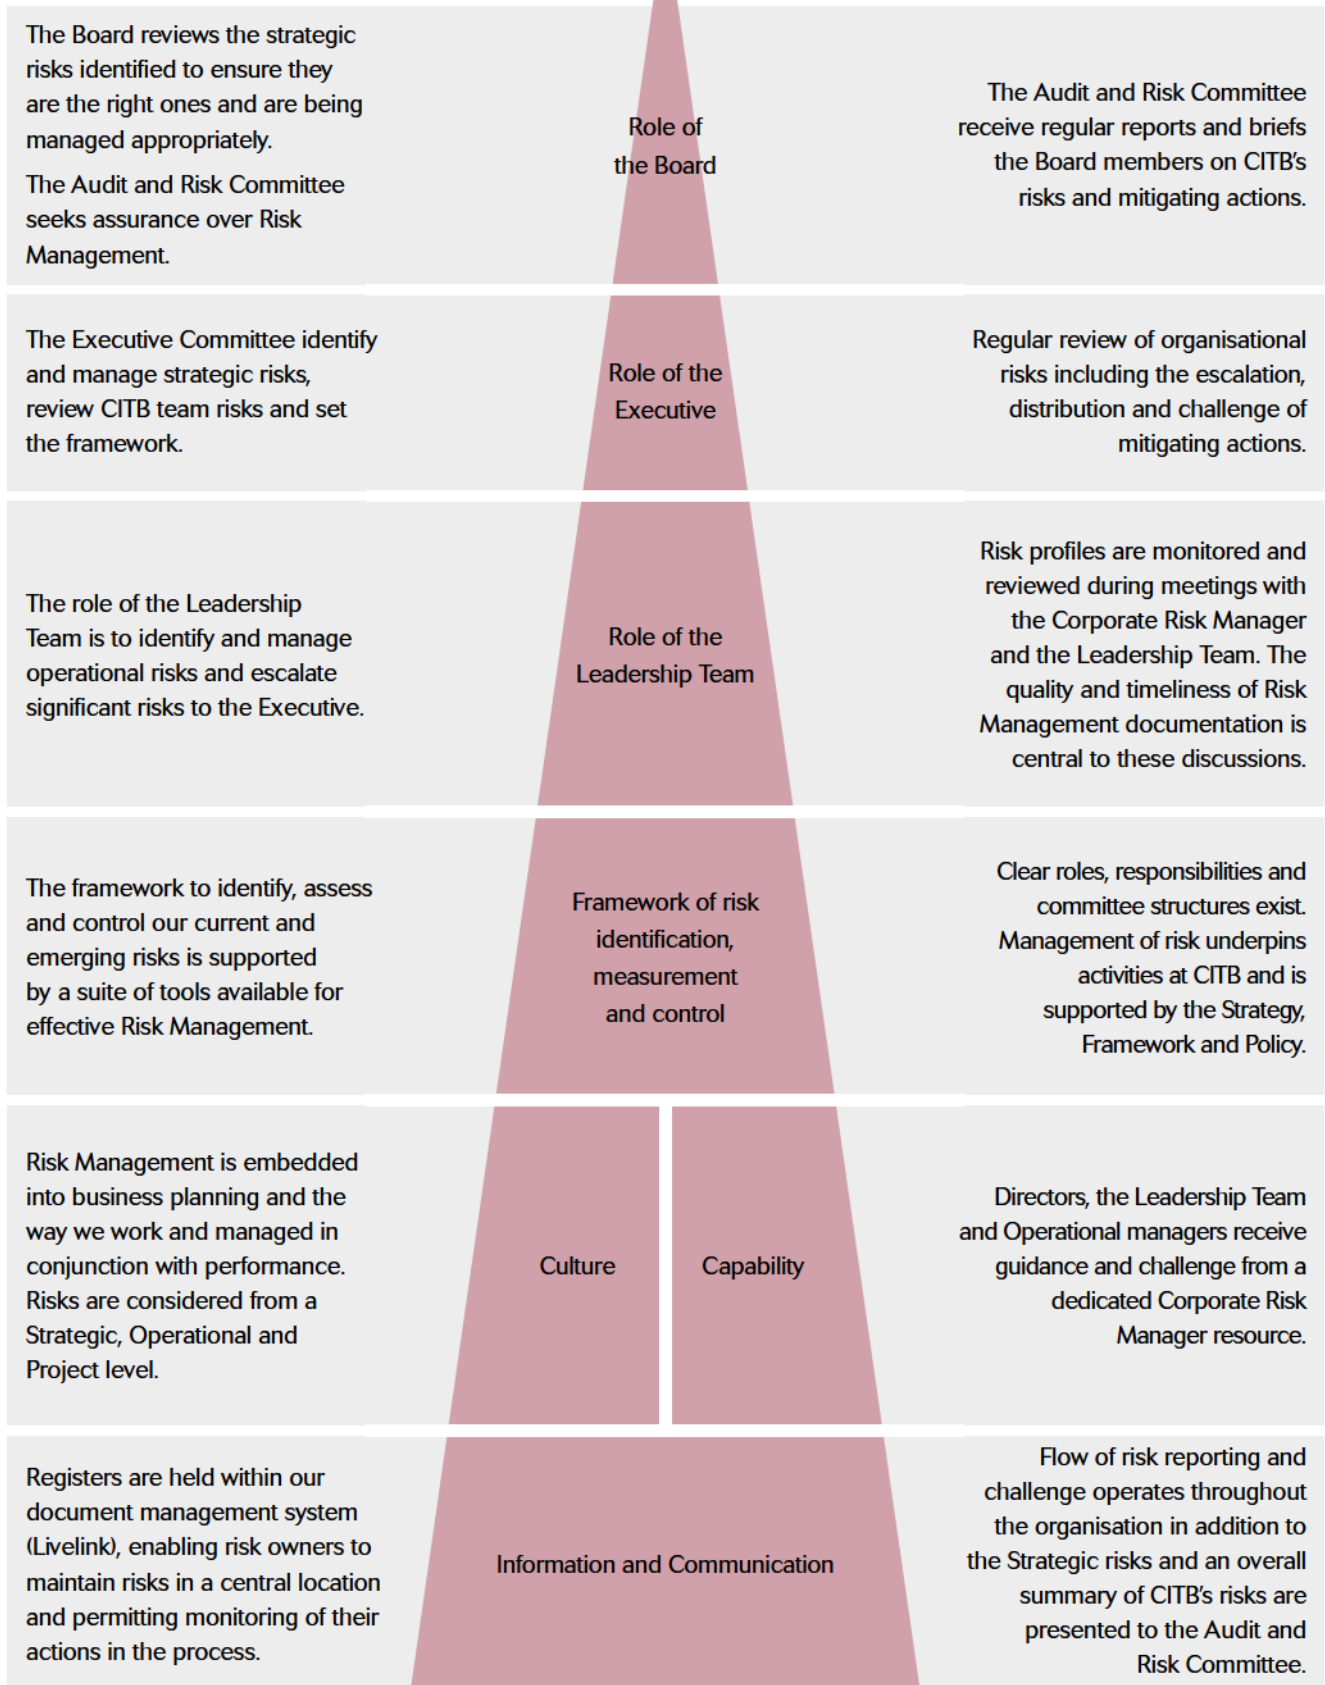 The Board reviews the strategic
risks identified to ensure they
are the right ones and are being
managed appropriately.
The Audit and Risk Committee
seeks assurance over Risk
Management.
Role of
the Board
The Audit and Risk Committee
receive regular reports and briefs
the Board members on CITB's
risks and mitigating actions.
The Executive Committee identify
and manage strategic risks,
review CITB team risks and set
the framework.
Role of the
Executive
Regular review of organisational
risks including the escalation,
distribution and challenge of
mitigating actions.
The role of the Leadership
Team is to identify and manage
operational risks and escalate
significant risks to the Executive.
Role of the
Leadership Team
Risk profiles are monitored and
reviewed during meetings with
the Corporate Risk Manager
and the Leadership Team. The
quality and timeliness of Risk
Management documentation is
central to these discussions.
The framework to identify, assess
and control our current and
emerging risks is supported
by a suite of tools available for
effective Risk Management.
Framework of risk
identification,
measurement
and control
Clear roles, responsibilities and
committee structures exist.
Management of risk underpins
activities at CITB and is
supported by the Strategy,
Framework and Policy.
Risk Management is embedded
into business planning and the
way we work and managed in
conjunction with performance.
Risks are considered from a
Strategic, Operational and
Project level.
Culture
Capability
Directors, the Leadership Team
and Operational managers receive
guidance and challenge from a
dedicated Corporate Risk
Manager resource.
Registers are held within our
document management system
(Livelink), enabling risk owners to
maintain risks in a central location
and permitting monitoring of their
actions in the process.
Information and Communication
Flow of risk reporting and
challenge operates throughout
the organisation in addition to
the Strategic risks and an overall
summary of CITB's risks are
presented to the Audit and
Risk Committee.